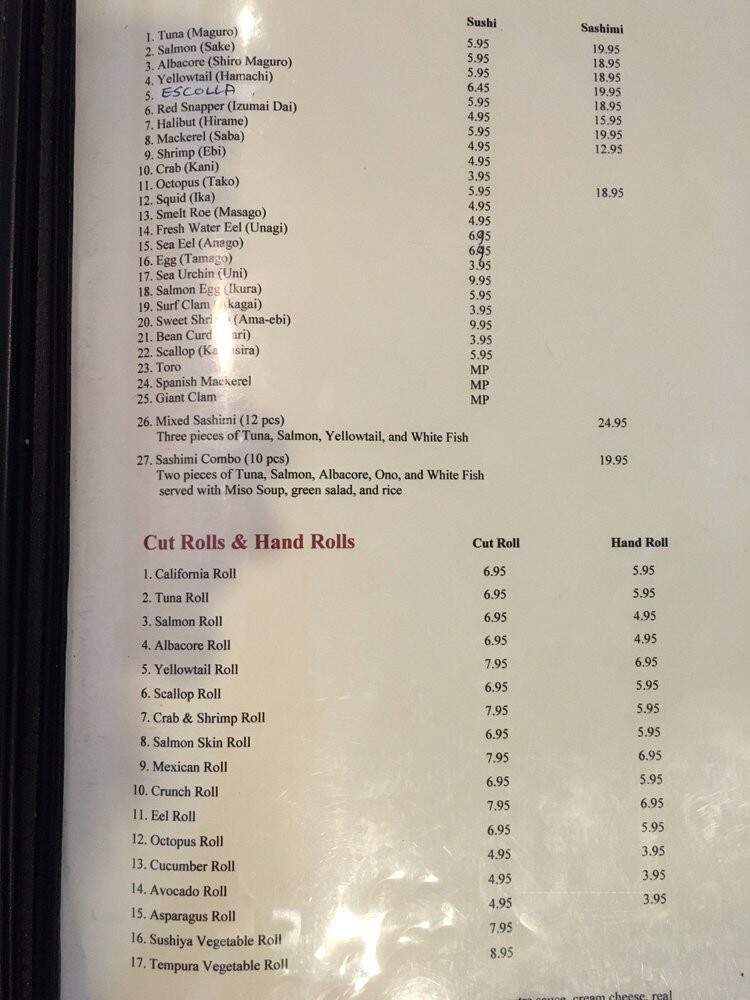 Sushi Sashimi
1. Tuna (Maguro) 5.95 19.95
2. Salmon (Sake) 5.95 18.95
3. Albacore (Shiro Maguro) 5.95 18.95
4. Yellowtail (Hamachi) 6.45 19.95
5. ESCOLLA 5.95 18.95
6. Red Snapper (Izumi Dai) 4.95 15.95
7. Halibut (Hirame) 5.95 19.95
8. Mackerel (Saba) 4.95 12.95
9. Shrimp (Ebi) 4.95
10. Crab (Kani) 3.95
11. Octopus (Tako) 5.95 18.95
12. Squid (Ika) 4.95
13. Smelt Roe (Masago) 4.95
14. Fresh Water Eel (Unagi) 6.95
15. Sea Eel (Anago) 6.95
16. Egg (Tamago) 3.95
17. Sea Urchin (Uni) 9.95
18. Salmon Egg (Ikura) 5.95
19. Surf Clam 3.95
20. Sweet (Ama-ebi) 9.95
21. Bean Curd 3.95
22. Scallop 5.95
23. Toro MP
24. Spanish Mackerel MP
25. Giant Clam MP
26. Mixed Sashimi (12 pcs) 24.95
Three pieces of Tuna, Salmon, Yellowtail, and White Fish
27. Sashimi Combo (10 pcs) 19.95
Two pieces of Tuna, Salmon, Albacore, Ono, and White Fish
served with Miso Soup, green salad, and rice
Cut Rolls & Hand Rolls Cut Roll Hand Roll
1. California Roll 6.95 5.95
2. Tuna Roll 6.95 5.95
3. Salmon Roll 6.95 4.95
4. Albacore Roll 6.95 4.95
5. Yellowtail Roll 7.95 6.95
6. Scallop Roll 6.95 5.95
7. Crab & Shrimp Roll 7.95 5.95
8. Salmon Skin Roll 6.95 5.95
9. Mexican Roll 7.95 6.95
10. Crunch Roll 6.95 5.95
11. Eel Roll 7.95 6.95
12. Octopus Roll 6.95 5.95
13. Cucumber Roll 4.95 3.95
14. Avocado Roll 4.95 3.95
15. Asparagus Roll 4.95 3.95
16. Sushiya Vegetable Roll 7.95
17. Tempura Vegetable Roll 8.95
sauce, cream cheese, real